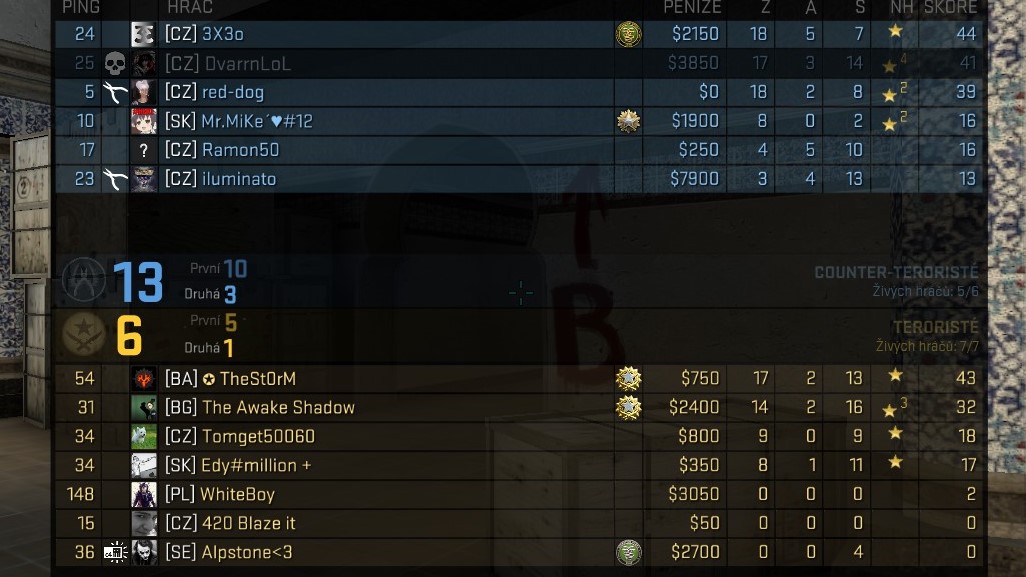 PING HRÁČ PENÍZE Z A S NH SKÓRE
24 [CZ] 3X3o $2150 18 5 7 ★ 44
25 [CZ] DvarrnLoL $3850 17 3 14 ★4 41
5 [CZ] red-dog $0 18 2 8 ★2 39
10 [SK] Mr.MiKe´♥#12 $1900 8 0 2 ★2 16
17 ? [CZ] Ramon50 $250 4 5 10 16
23 [CZ] iluminato $7900 3 4 13 13
13 První 10 COUNTER-TERORISTÉ
Druhá 3 Živých hráčů: 5/6
6 První 5 TERORISTÉ
Druhá 1 Živých hráčů: 7/7
B
54 [BA] ✪ TheSt0rM $750 17 2 13 ★ 43
31 [BG] The Awake Shadow $2400 14 2 16 ★3 32
34 [CZ] Tomget50060 $800 9 0 9 ★ 18
34 [SK] Edy#million + $350 8 1 11 ★ 17
148 [PL] WhiteBoy $3050 0 0 0 2
15 [CZ] 420 Blaze it $50 0 0 0 0
36 [SE] Alpstone<3 $2700 0 0 4 0